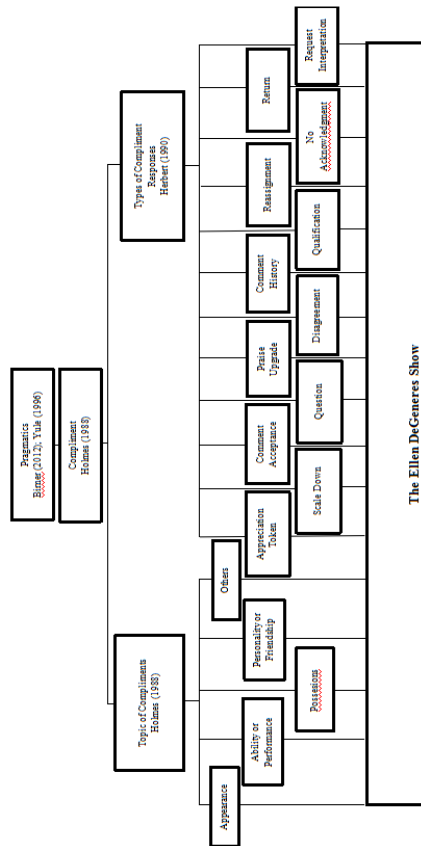 Pragmatics
Birner (2012); Yule (1996)
Compliment
Holmes (1988)
Topic of Compliments
Holmes (1988)
Types of Compliment
Responses
Herbert (1990)
Appearance
Ability or
Performance
Possesions
Personality or
Friendship
Others
Appreciation
Token
Scale Down
Comment
Acceptance
Question
Praise
Upgrade
Disagreement
Comment
History
Qualification
Reassignment
No
Acknowledgment
Return
Request
Interpretation
The Ellen DeGeneres Show